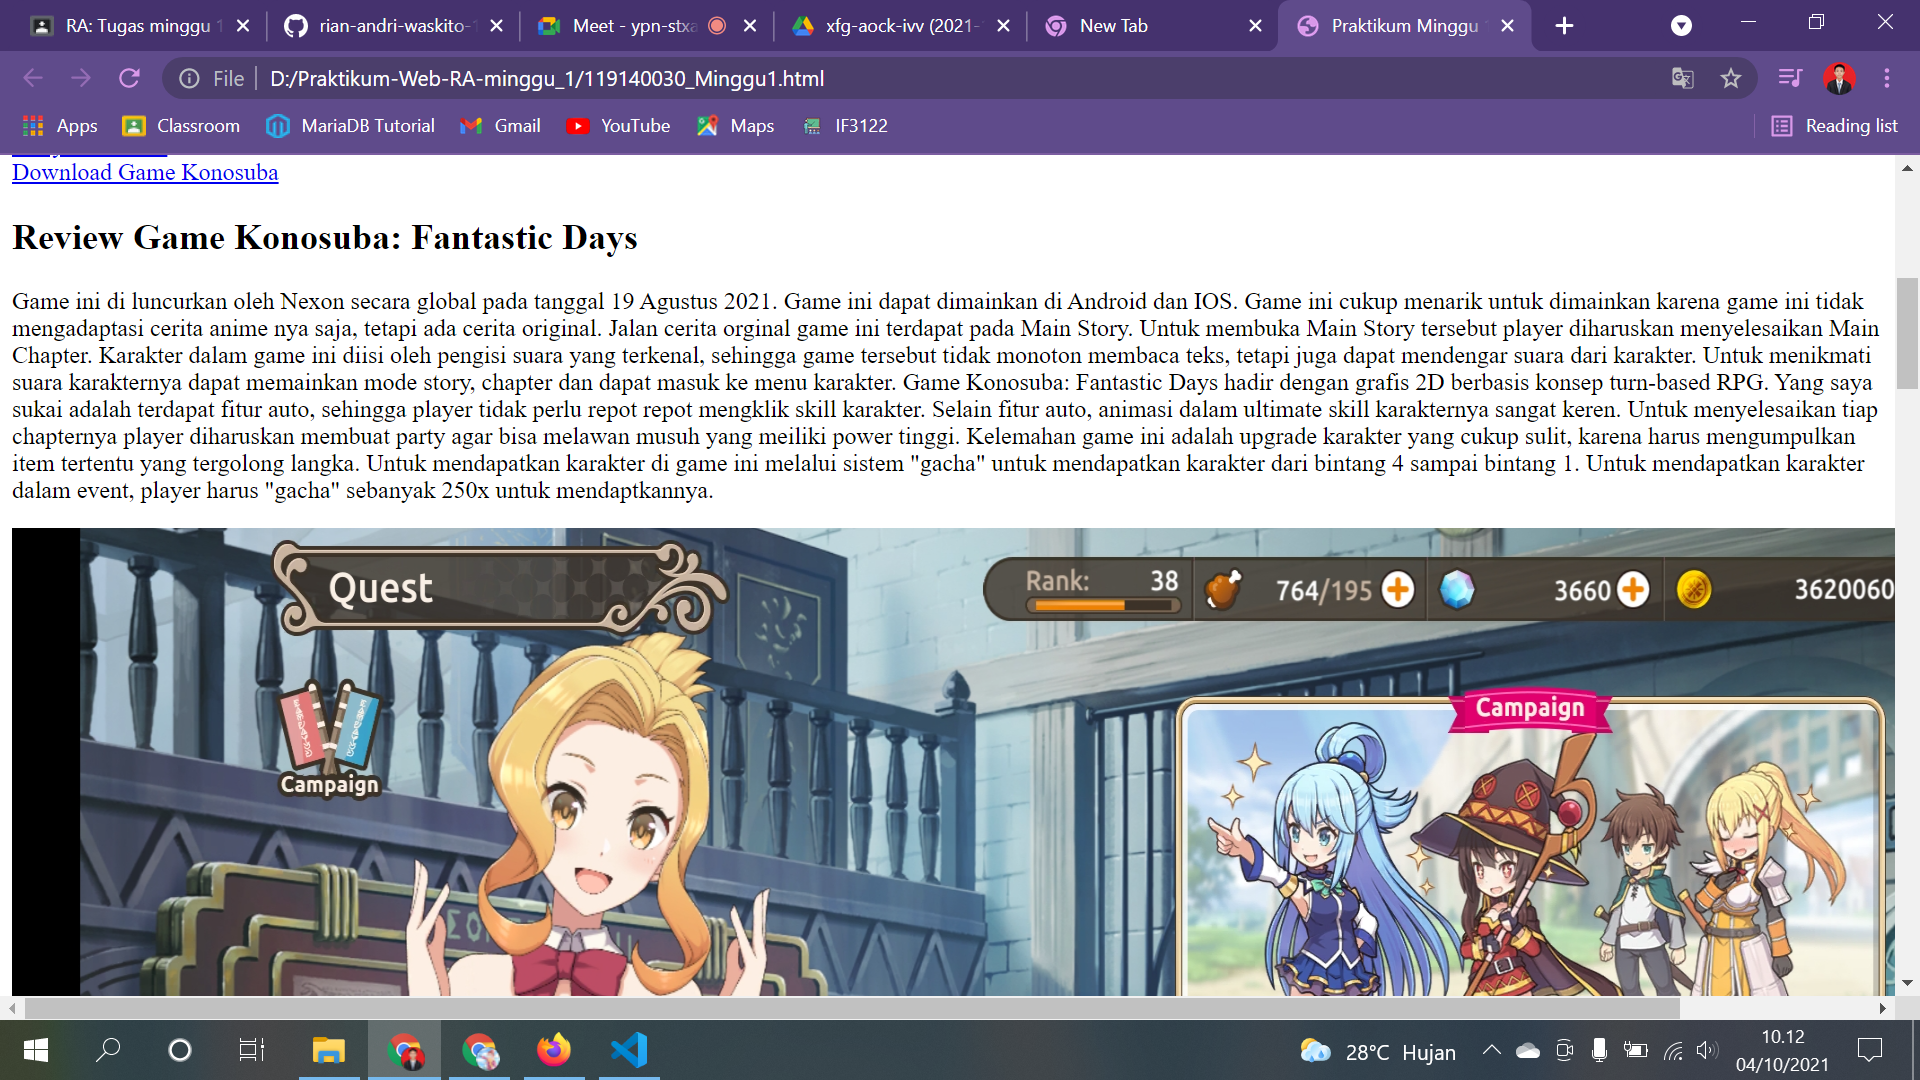 RA: Tugas minggu 1
rian-andri-waskito-1
Meet - ypn-stxa
xfg-aock-ivv (2021-
New Tab
Praktikum Minggu
File
D:/Praktikum-Web-RA-minggu_1/119140030_Minggu1.html
Apps
Classroom
MariaDB Tutorial
Gmail
YouTube
Maps
IF3122
Reading list
Download Game Konosuba
Review Game Konosuba: Fantastic Days
Game ini di luncurkan oleh Nexon secara global pada tanggal 19 Agustus 2021. Game ini dapat dimainkan di Android dan IOS. Game ini cukup menarik untuk dimainkan karena game ini tidak
mengadaptasi cerita anime nya saja, tetapi ada cerita original. Jalan cerita orginal game ini terdapat pada Main Story. Untuk membuka Main Story tersebut player diharuskan menyelesaikan Main
Chapter. Karakter dalam game ini diisi oleh pengisi suara yang terkenal, sehingga game tersebut tidak monoton membaca teks, tetapi juga dapat mendengar suara dari karakter. Untuk menikmati
suara karakternya dapat memainkan mode story, chapter dan dapat masuk ke menu karakter. Game Konosuba: Fantastic Days hadir dengan grafis 2D berbasis konsep turn-based RPG. Yang saya
sukai adalah terdapat fitur auto, sehingga player tidak perlu repot repot mengklik skill karakter. Selain fitur auto, animasi dalam ultimate skill karakternya sangat keren. Untuk menyelesaikan tiap
chapternya player diharuskan membuat party agar bisa melawan musuh yang meiliki power tinggi. Kelemahan game ini adalah upgrade karakter yang cukup sulit, karena harus mengumpulkan
item tertentu yang tergolong langka. Untuk mendapatkan karakter di game ini melalui sistem "gacha" untuk mendapatkan karakter dari bintang 4 sampai bintang 1. Untuk mendapatkan karakter
dalam event, player harus "gacha" sebanyak 250x untuk mendaptkannya.
Quest
Rank: 38
764/195
3660
3620060
Campaign
Campaign
28°C Hujan
10.12
04/10/2021